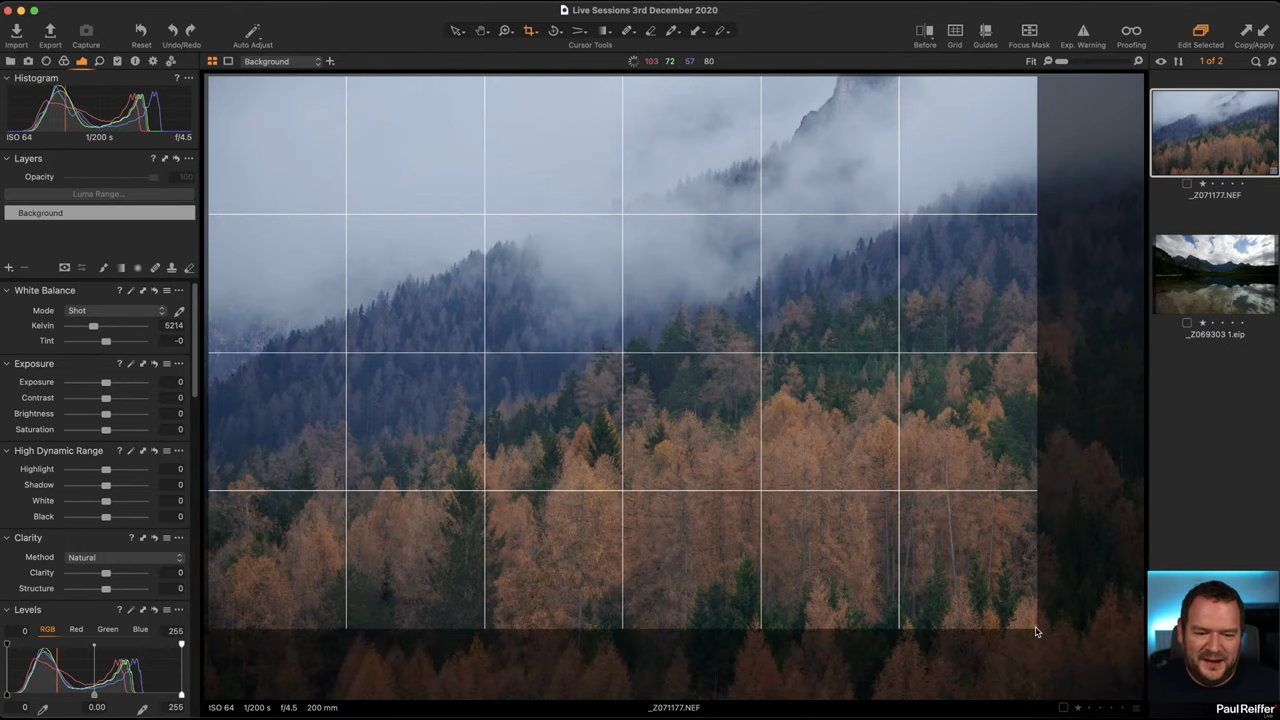 Live Sessions 3rd December 2020
Import Export Capture Reset Undo/Redo Auto Adjust Cursor Tools Before Grid Guides Focus Mask Exp. Warning Proofing Edit Selected Copy/Apply
Background 103 72 57 80 Fit 1 of 2
Histogram ?
ISO 64 1/200 s f/4.5
Layers ?
Opacity 100
Luma Range...
Background
White Balance ?
Mode Shot
Kelvin 5214
Tint -0
Exposure ?
Exposure 0
Contrast 0
Brightness 0
Saturation 0
High Dynamic Range ?
Highlight 0
Shadow 0
White 0
Black 0
Clarity ?
Method Natural
Clarity 0
Structure 0
Levels ?
0 RGB Red Green Blue 255
0 0.00 255
ISO 64 1/200 s f/4.5 200 mm _Z071177.NEF
_Z071177.NEF
_Z069303 1.eip
PaulReiffer
Live